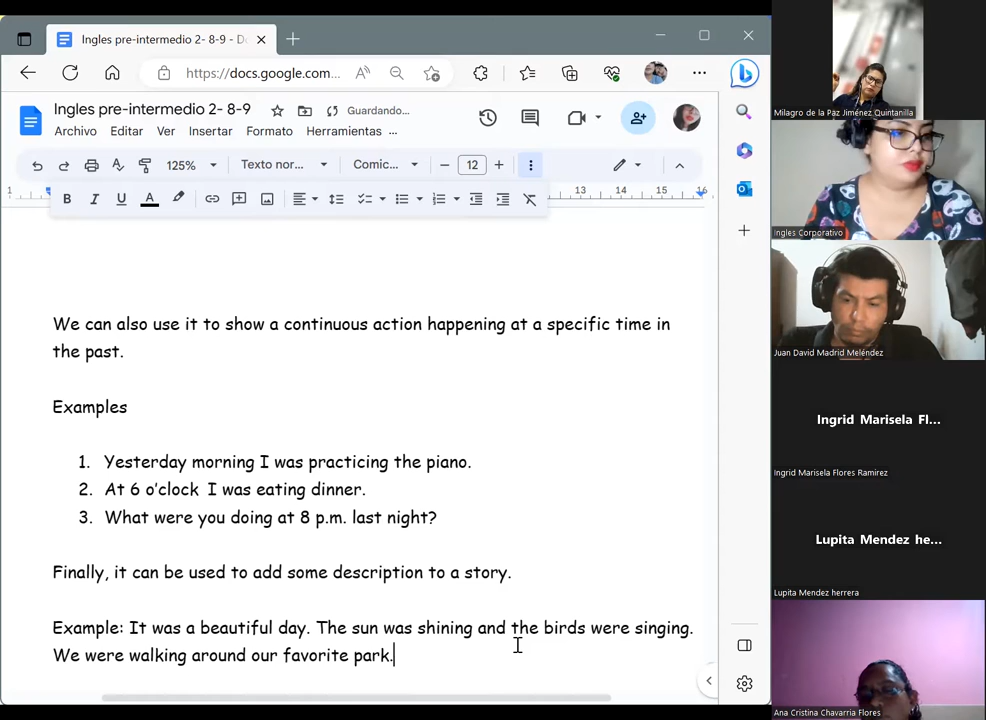 Ingles pre-intermedio 2- 8-9 - D
https://docs.google.com...
Ingles pre-intermedio 2- 8-9
Guardando...
Archivo Editar Ver Insertar Formato Herramientas ...
125% Texto nor... Comic... 12
1 13 14 15 16
We can also use it to show a continuous action happening at a specific time in
the past.
Examples
1. Yesterday morning I was practicing the piano.
2. At 6 o'clock I was eating dinner.
3. What were you doing at 8 p.m. last night?
Finally, it can be used to add some description to a story.
Example: It was a beautiful day. The sun was shining and the birds were singing.
We were walking around our favorite park.
Milagro de la Paz Jiménez Quintanilla
Ingles Corporativo
Juan David Madrid Meléndez
Ingrid Marisela Fl...
Ingrid Marisela Flores Ramirez
Lupita Mendez he...
Lupita Mendez herrera
Ana Cristina Chavarria Flores